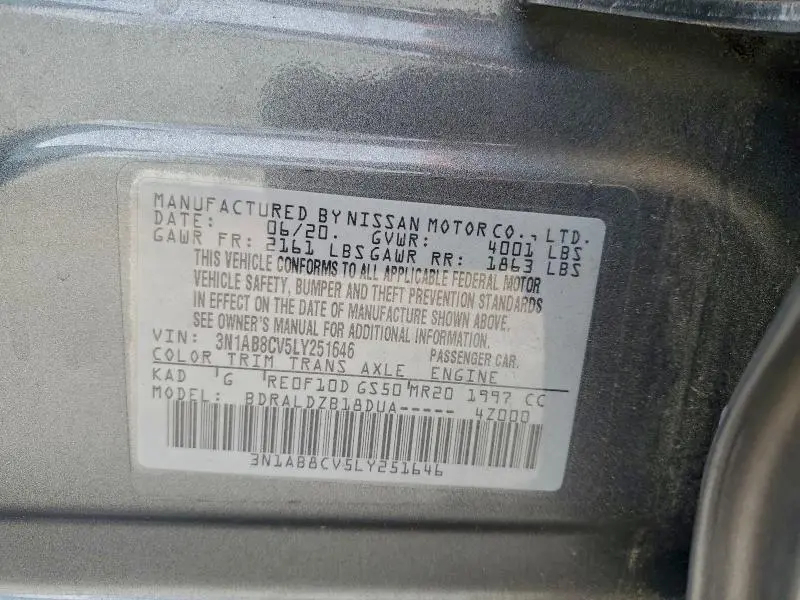 MANUFACTURED BY NISSAN MOTOR CO., LTD.
DATE: 06/20. GVWR: 4001 LBS
GAWR FR: 2161 LBS GAWR RR: 1863 LBS
THIS VEHICLE CONFORMS TO ALL APPLICABLE FEDERAL MOTOR
VEHICLE SAFETY, BUMPER AND THEFT PREVENTION STANDARDS
IN EFFECT ON THE DATE OF MANUFACTURE SHOWN ABOVE.
SEE OWNER'S MANUAL FOR ADDITIONAL INFORMATION.
VIN: 3N1AB8CV5LY251646 PASSENGER CAR.
COLOR TRIM TRANS AXLE ENGINE
KAD G RE0F10D GS50 MR20 1997 CC
MODEL: BDRALDZB18DUA----- 4Z000
3N1AB8CV5LY251646